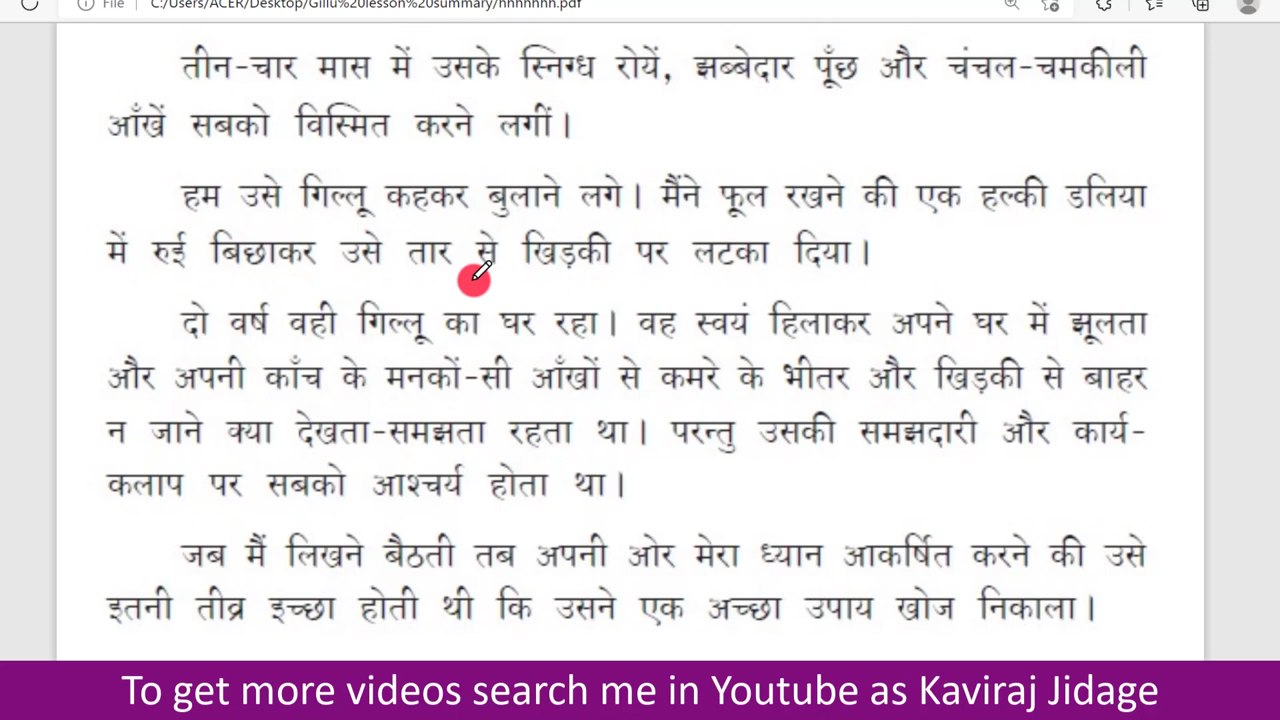 File C:/Users/ACER/Desktop/Gillu%20lesson%20summary/nnnnnnn.pdf
तीन-चार मास में उसके स्निग्ध रोयें, झब्बेदार पूँछ और चंचल-चमकीली
आँखें सबको विस्मित करने लगीं।
हम उसे गिल्लू कहकर बुलाने लगे। मैंने फूल रखने की एक हल्की डलिया
में रुई बिछाकर उसे तार से खिड़की पर लटका दिया।
दो वर्ष वही गिल्लू का घर रहा। वह स्वयं हिलाकर अपने घर में झूलता
और अपनी काँच के मनकों-सी आँखों से कमरे के भीतर और खिड़की से बाहर
न जाने क्या देखता-समझता रहता था। परन्तु उसकी समझदारी और कार्य-
कलाप पर सबको आश्चर्य होता था।
जब मैं लिखने बैठती तब अपनी ओर मेरा ध्यान आकर्षित करने की उसे
इतनी तीव्र इच्छा होती थी कि उसने एक अच्छा उपाय खोज निकाला।
To get more videos search me in Youtube as Kaviraj Jidage